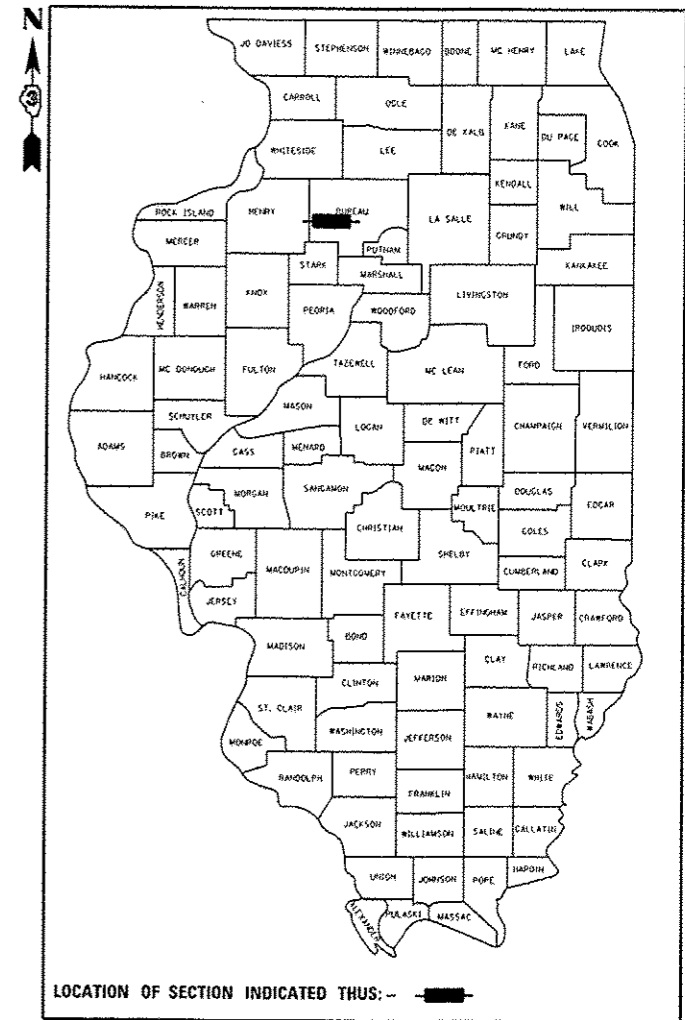 N
JO DAVIESS STEPHENSON WINNEBAGO BOONE MC HENRY LAKE
CARROLL OGLE DE KALB KANE DU PAGE COOK
WHITESIDE LEE KENDALL WILL
ROCK ISLAND HENRY BUREAU LA SALLE GRUNDY
MERCER PUTNAM KANKAKEE
STARK MARSHALL
HENDERSON WARREN KNOX PEORIA WOODFORD LIVINGSTON IROQUOIS
HANCOCK MC DONOUGH FULTON TAZEWELL MC LEAN FORD
SCHUYLER MASON LOGAN DE WITT CHAMPAIGN VERMILION
ADAMS BROWN CASS MENARD MACON PIATT
PIKE SCOTT MORGAN SANGAMON CHRISTIAN MOULTRIE DOUGLAS EDGAR
COLES
CALHOUN GREENE MACOUPIN MONTGOMERY SHELBY CUMBERLAND CLARK
JERSEY FAYETTE EFFINGHAM JASPER CRAWFORD
MADISON BOND CLAY RICHLAND LAWRENCE
CLINTON MARION
ST. CLAIR WASHINGTON JEFFERSON WAYNE EDWARDS WABASH
MONROE
RANDOLPH PERRY HAMILTON WHITE
FRANKLIN
JACKSON WILLIAMSON SALINE GALLATIN
UNION JOHNSON POPE HARDIN
ALEXANDER PULASKI MASSAC
LOCATION OF SECTION INDICATED THUS: -